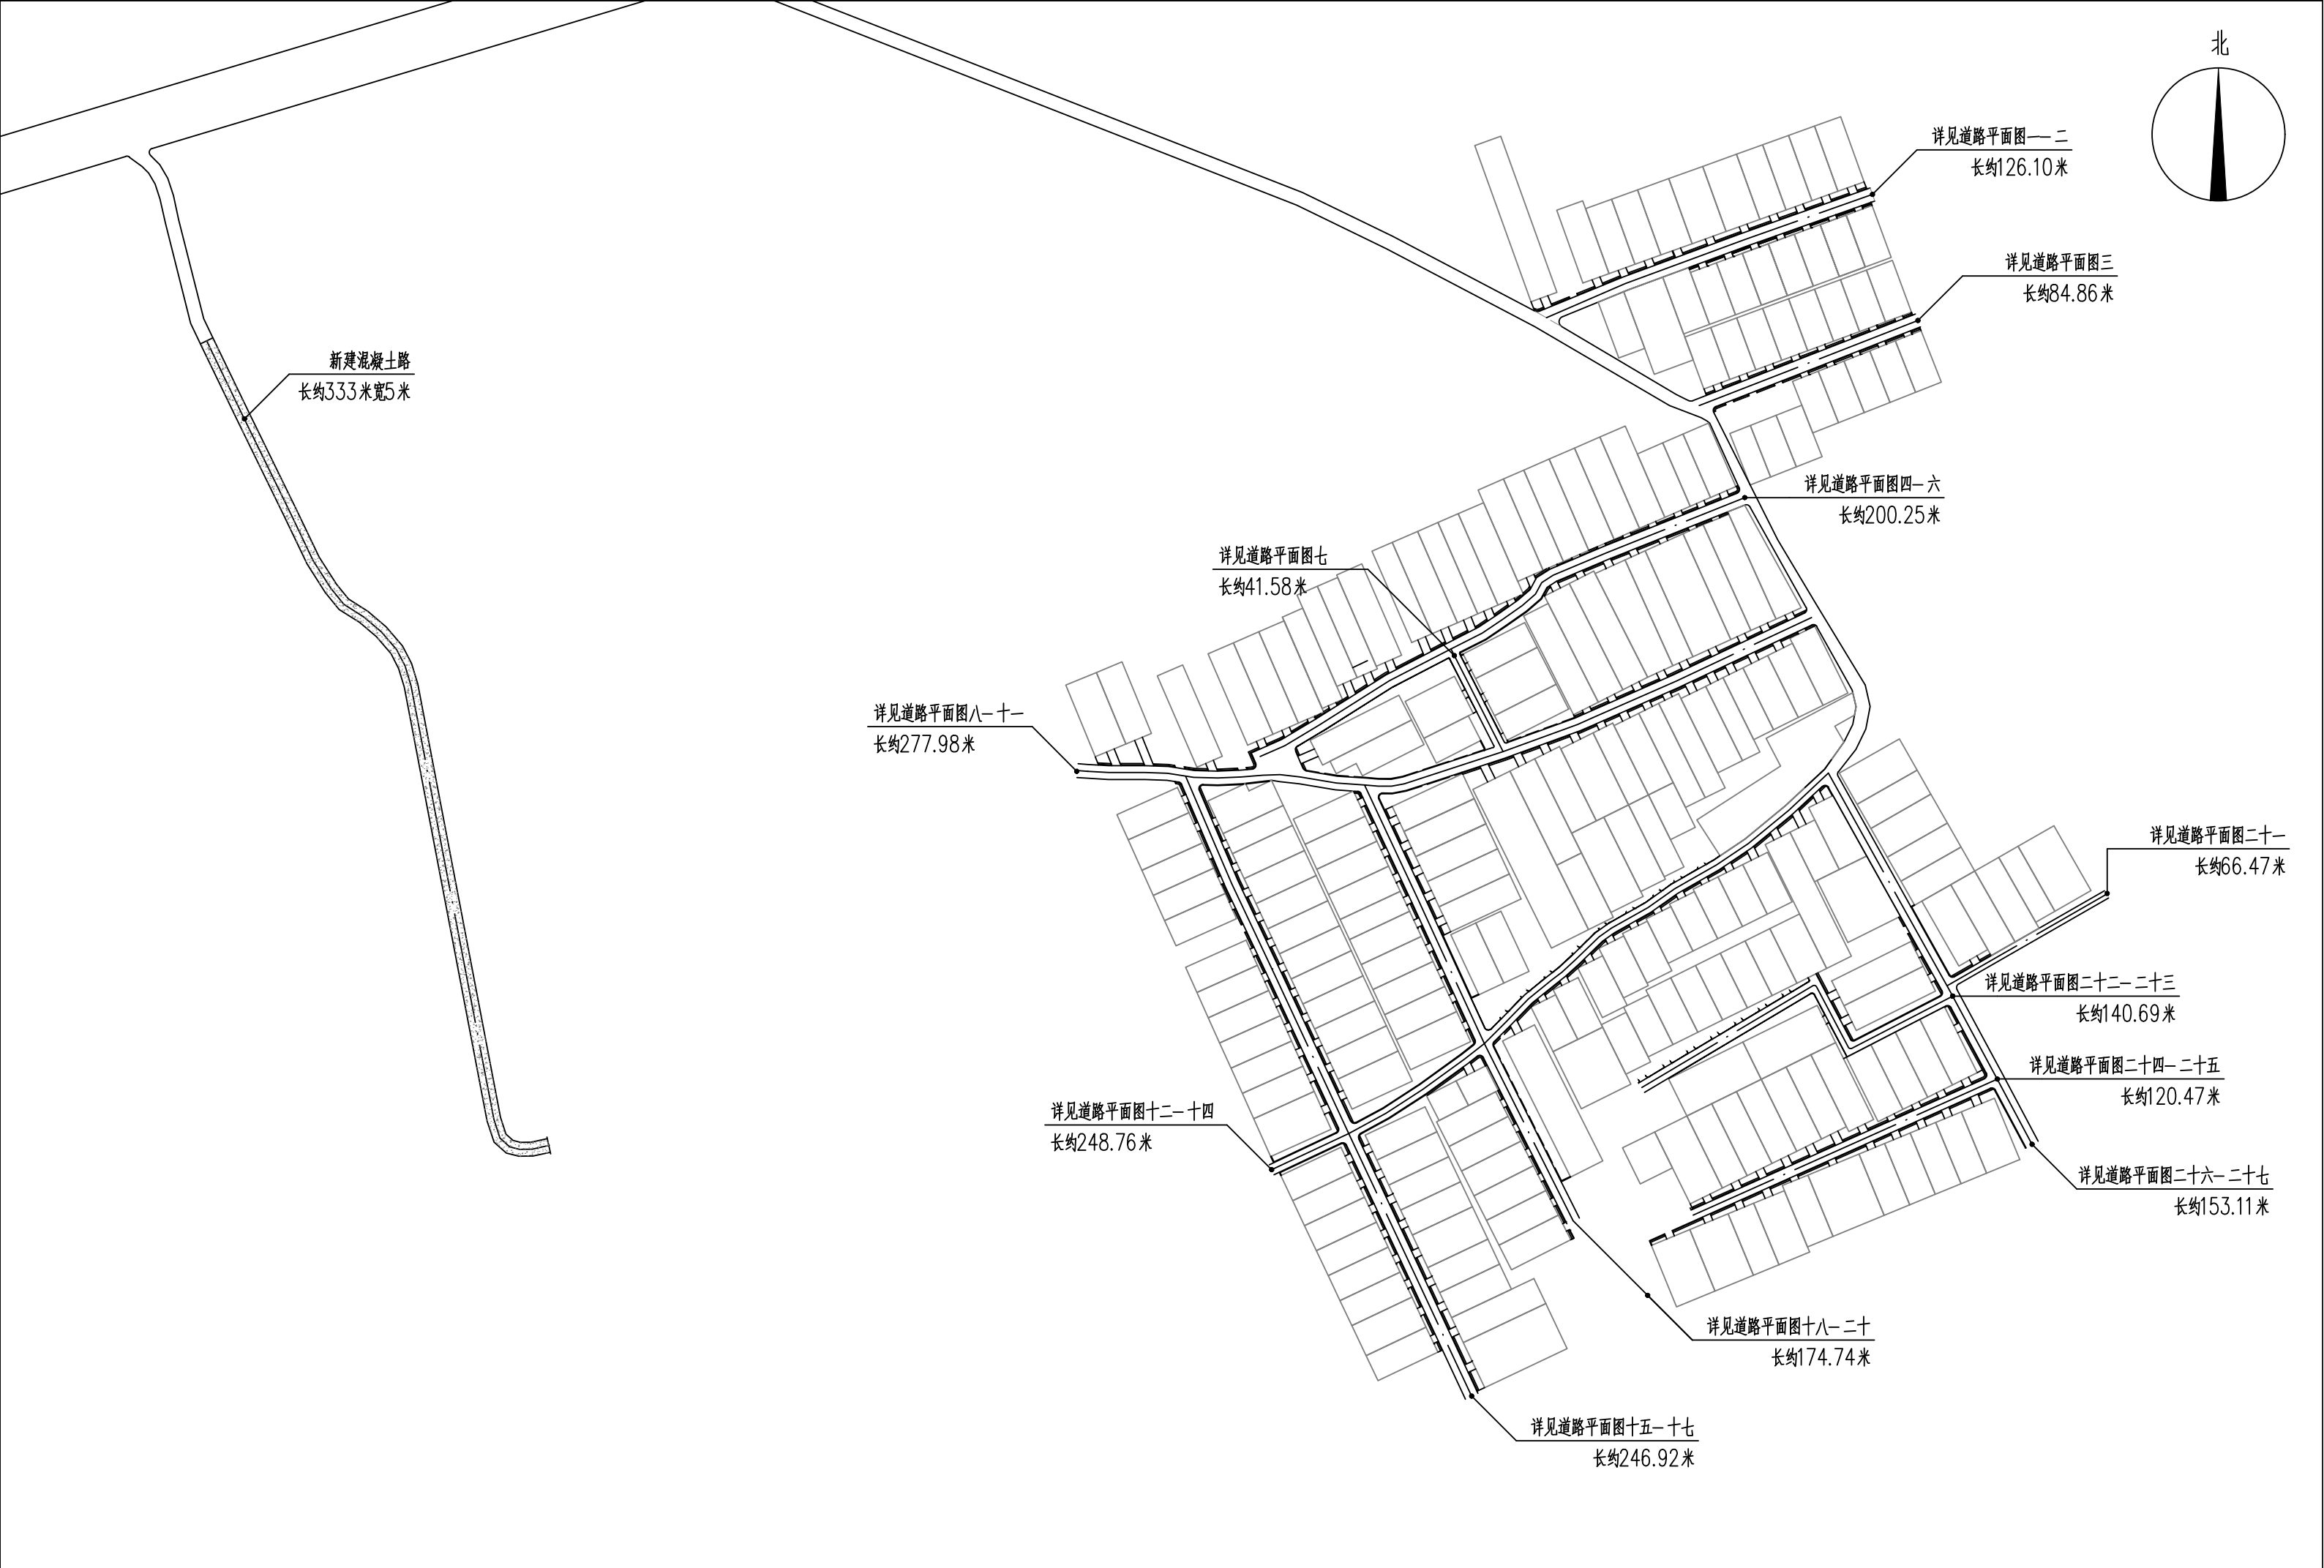 北
详见道路平面图一一二
长约126.10米
详见道路平面图三
长约84.86米
新建混凝土路
长约333米宽5米
详见道路平面图四一六
长约200.25米
详见道路平面图七
长约41.58米
详见道路平面图八一十一
长约277.98米
详见道路平面图二十一
长约66.47米
详见道路平面图二十二一二十三
长约140.69米
详见道路平面图二十四一二十五
长约120.47米
详见道路平面图十二一十四
长约248.76米
详见道路平面图二十六一二十七
长约153.11米
详见道路平面图十八一二十
长约174.74米
详见道路平面图十五一十七
长约246.92米